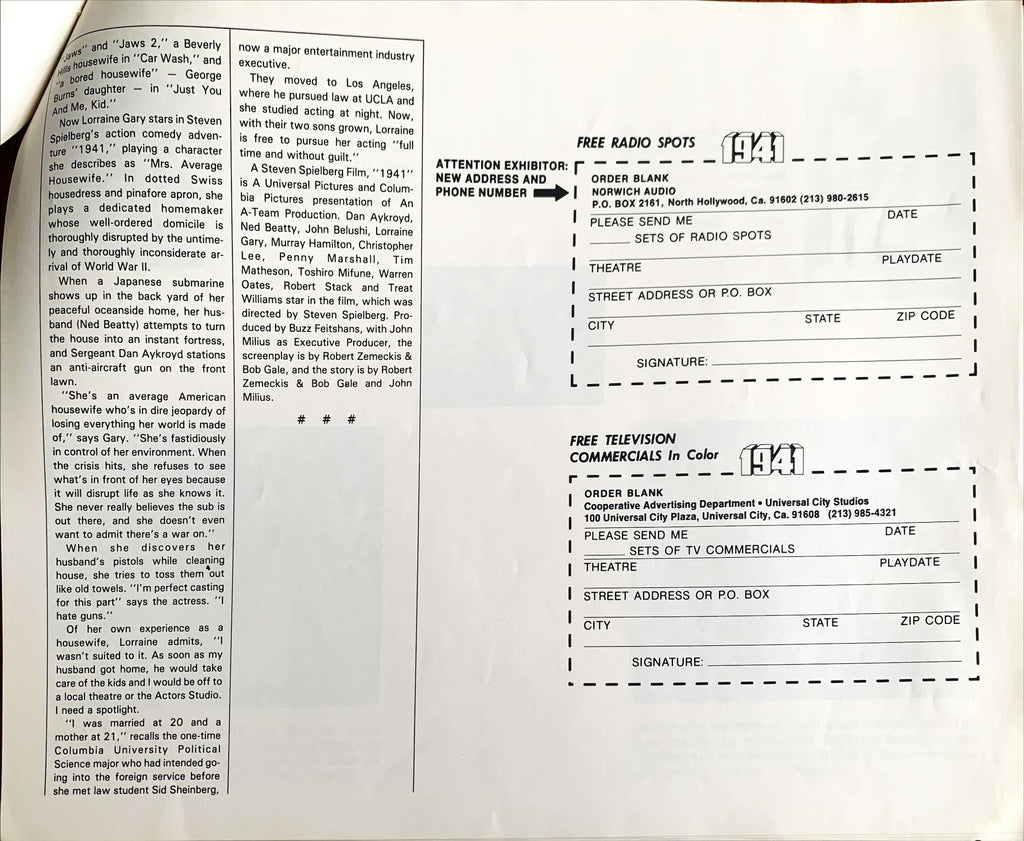 "Jaws" and "Jaws 2," a Beverly
Hills housewife in "Car Wash," and
"a bored housewife" — George
Burns' daughter — in "Just You
And Me, Kid."
Now Lorraine Gary stars in Steven
Spielberg's action comedy adven-
ture "1941," playing a character
she describes as "Mrs. Average
Housewife." In dotted Swiss
housedress and pinafore apron, she
plays a dedicated homemaker
whose well-ordered domicile is
thoroughly disrupted by the untime-
ly and thoroughly inconsiderate ar-
rival of World War II.
When a Japanese submarine
shows up in the back yard of her
peaceful oceanside home, her hus-
band (Ned Beatty) attempts to turn
the house into an instant fortress,
and Sergeant Dan Aykroyd stations
an anti-aircraft gun on the front
lawn.
"She's an average American
housewife who's in dire jeopardy of
losing everything her world is made
of," says Gary. "She's fastidiously
in control of her environment. When
the crisis hits, she refuses to see
what's in front of her eyes because
it will disrupt life as she knows it.
She never really believes the sub is
out there, and she doesn't even
want to admit there's a war on."
When she discovers her
husband's pistols while cleaning
house, she tries to toss them out
like old towels. "I'm perfect casting
for this part" says the actress. "I
hate guns."
Of her own experience as a
housewife, Lorraine admits, "I
wasn't suited to it. As soon as my
husband got home, he would take
care of the kids and I would be off to
a local theatre or the Actors Studio.
I need a spotlight.
"I was married at 20 and a
mother at 21," recalls the one-time
Columbia University Political
Science major who had intended go-
ing into the foreign service before
she met law student Sid Sheinberg,
now a major entertainment industry
executive.
They moved to Los Angeles,
where he pursued law at UCLA and
she studied acting at night. Now,
with their two sons grown, Lorraine
is free to pursue her acting "full
time and without guilt."
A Steven Spielberg Film, "1941"
is A Universal Pictures and Colum-
bia Pictures presentation of An
A-Team Production. Dan Aykroyd,
Ned Beatty, John Belushi, Lorraine
Gary, Murray Hamilton, Christopher
Lee, Penny Marshall, Tim
Matheson, Toshiro Mifune, Warren
Oates, Robert Stack and Treat
Williams star in the film, which was
directed by Steven Spielberg. Pro-
duced by Buzz Feitshans, with John
Milius as Executive Producer, the
screenplay is by Robert Zemeckis &
Bob Gale, and the story is by Robert
Zemeckis & Bob Gale and John
Milius.
# # #
ATTENTION EXHIBITOR:
NEW ADDRESS AND
PHONE NUMBER
FREE RADIO SPOTS 1941
ORDER BLANK
NORWICH AUDIO
P.O. BOX 2161, North Hollywood, Ca. 91602 (213) 980-2615
PLEASE SEND ME DATE
SETS OF RADIO SPOTS
THEATRE PLAYDATE
STREET ADDRESS OR P.O. BOX
CITY STATE ZIP CODE
SIGNATURE:
FREE TELEVISION
COMMERCIALS In Color 1941
ORDER BLANK
Cooperative Advertising Department • Universal City Studios
100 Universal City Plaza, Universal City, Ca. 91608 (213) 985-4321
PLEASE SEND ME DATE
SETS OF TV COMMERCIALS
THEATRE PLAYDATE
STREET ADDRESS OR P.O. BOX
CITY STATE ZIP CODE
SIGNATURE: